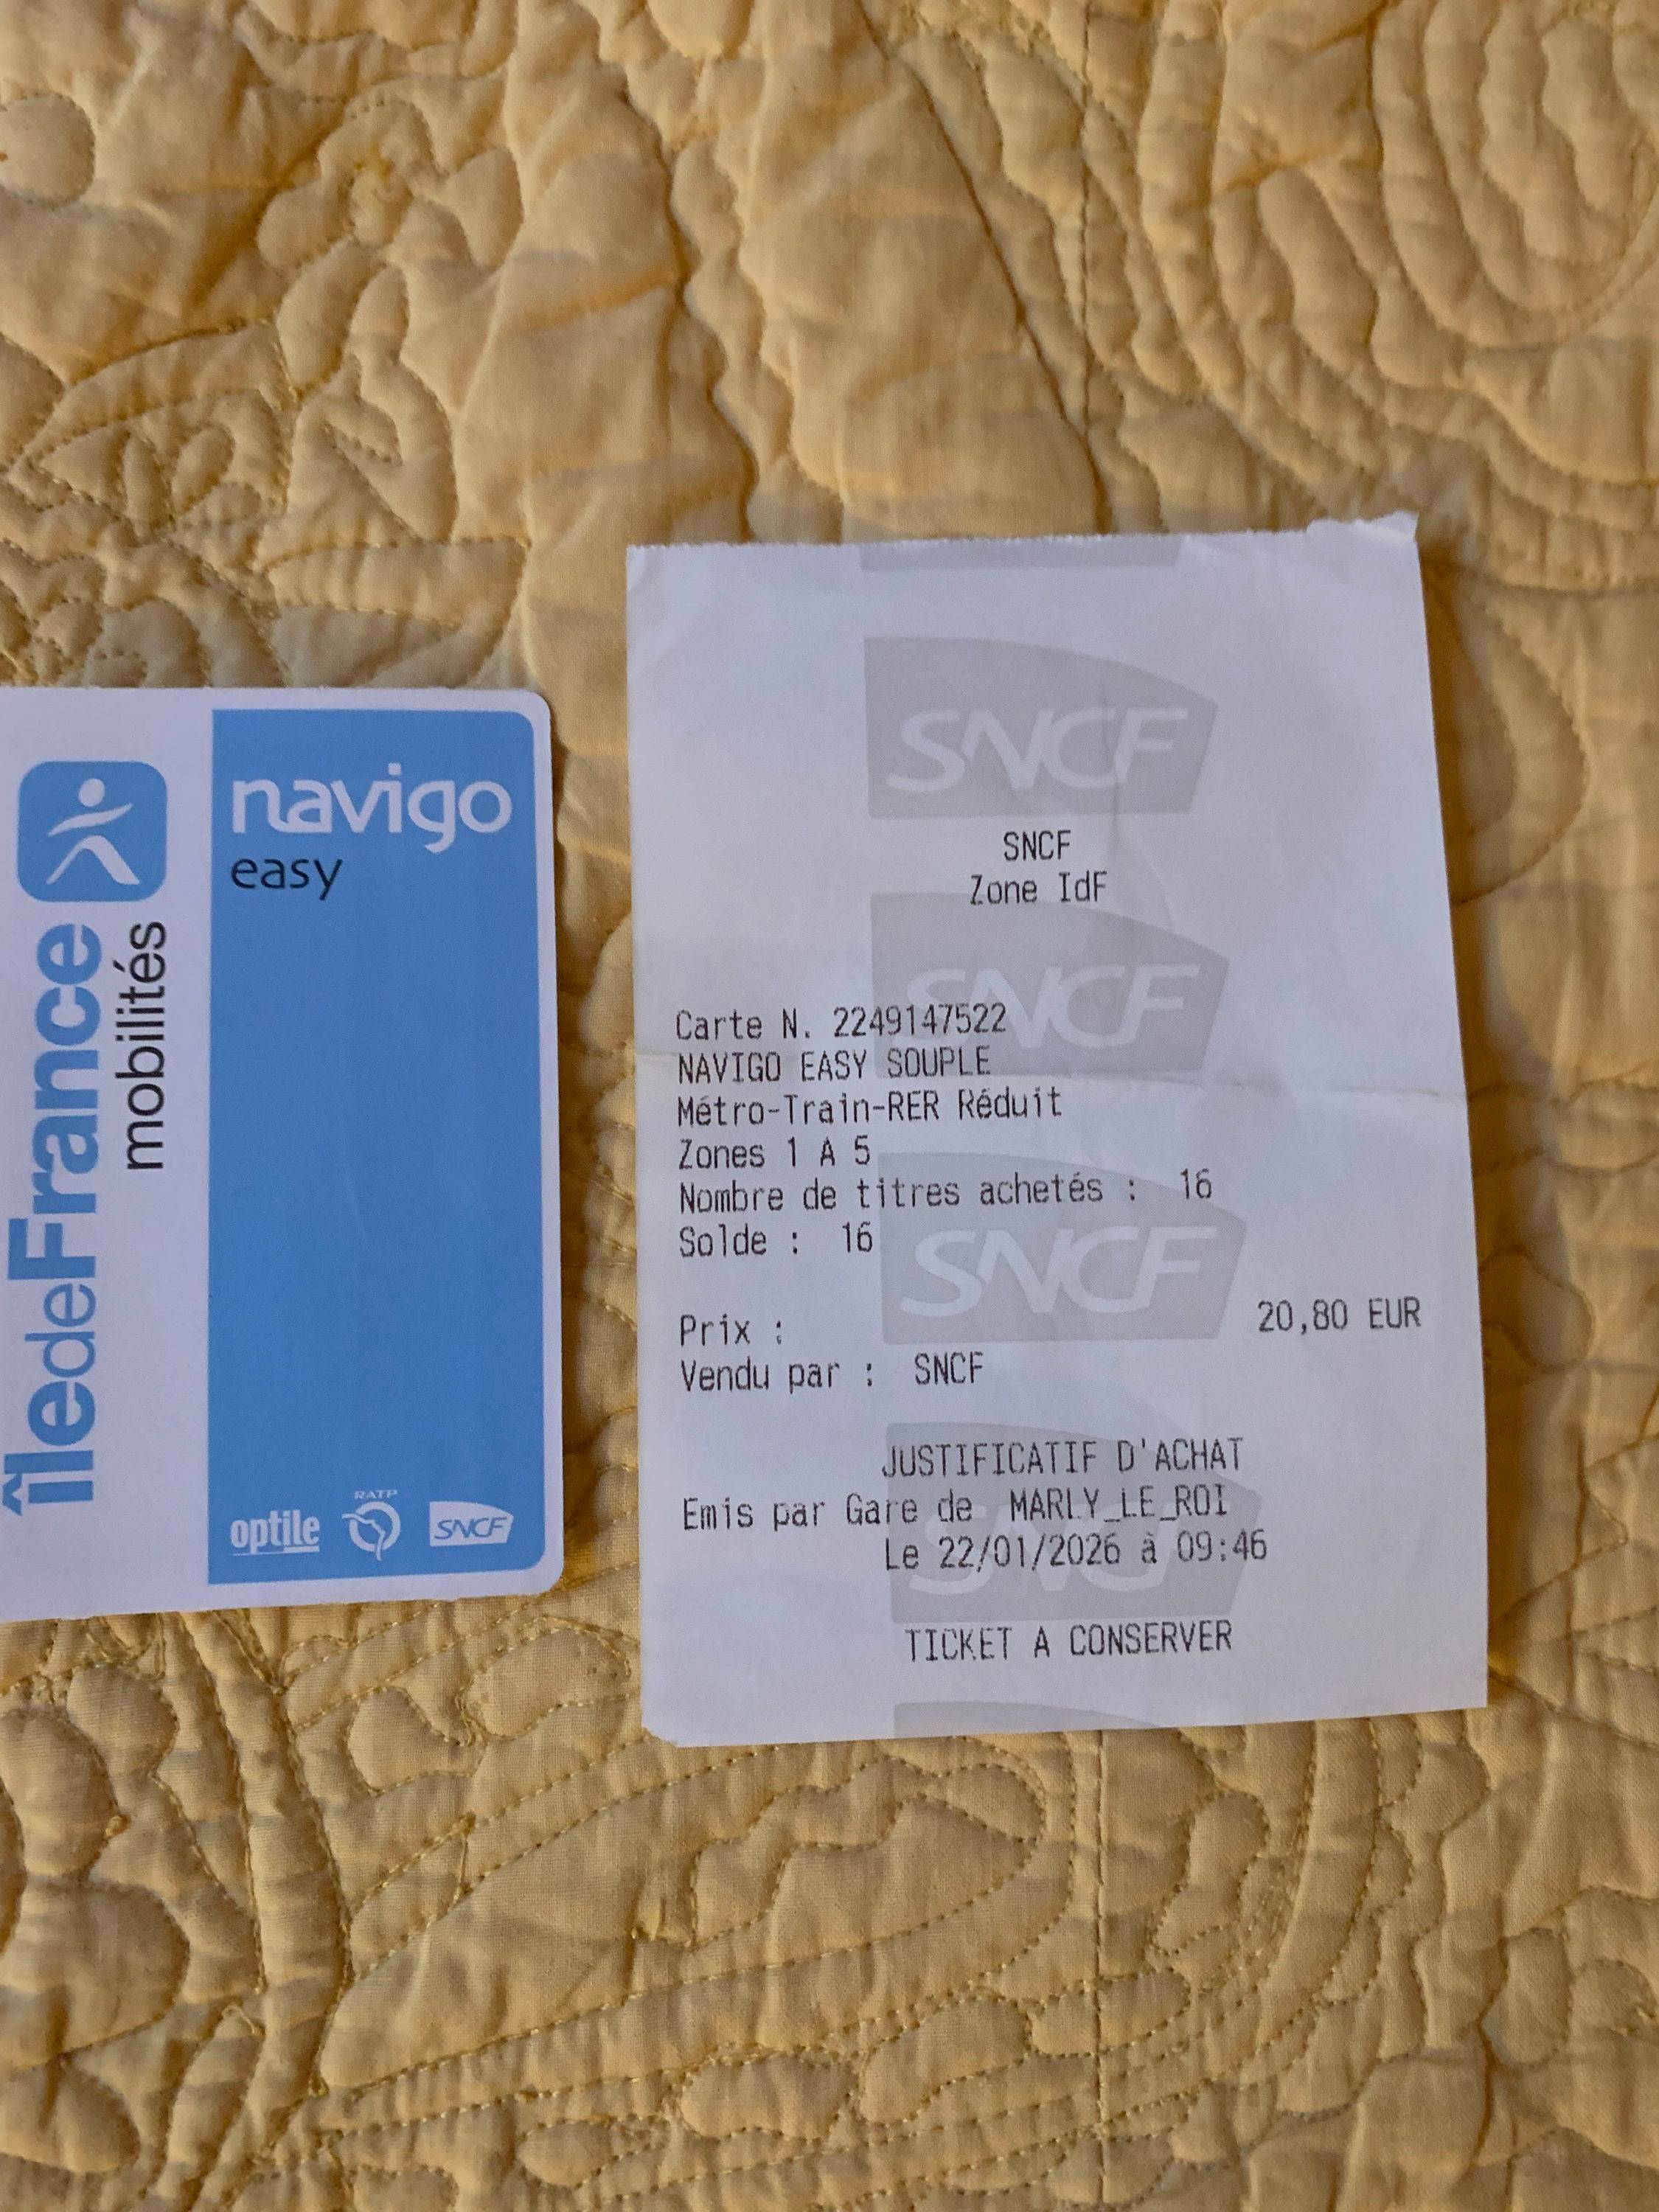 îledeFrance
mobilités
navigo
easy
optile
RATP
SNCF
SNCF
SNCF
Zone IdF
SNCF
Carte N. 2249147522
NAVIGO EASY SOUPLE
Métro-Train-RER Réduit
Zones 1 A 5
Nombre de titres achetés : 16
Solde : 16
SNCF
Prix : 20,80 EUR
Vendu par : SNCF
JUSTIFICATIF D'ACHAT
Emis par Gare de MARLY_LE_ROI
SNCF
Le 22/01/2026 à 09:46
TICKET A CONSERVER